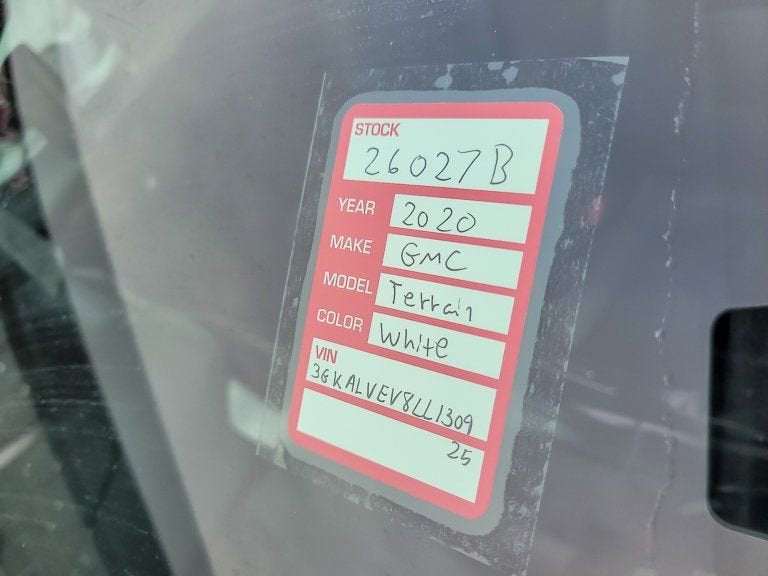 STOCK
26027B
YEAR 2020
MAKE GMC
MODEL Terrain
COLOR White
VIN
3GKALVEV8LL1309
25